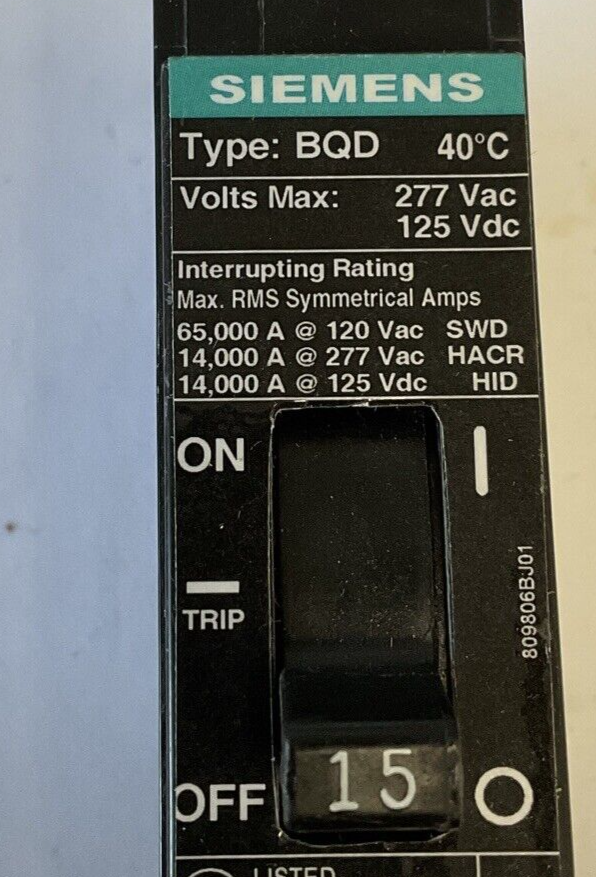 SIEMENS
Type: BQD 40°C
Volts Max: 277 Vac
125 Vdc
Interrupting Rating
Max. RMS Symmetrical Amps
65,000 A @ 120 Vac SWD
14,000 A @ 277 Vac HACR
14,000 A @ 125 Vdc HID
ON I
TRIP
809806BJ01
15
OFF O
LISTED